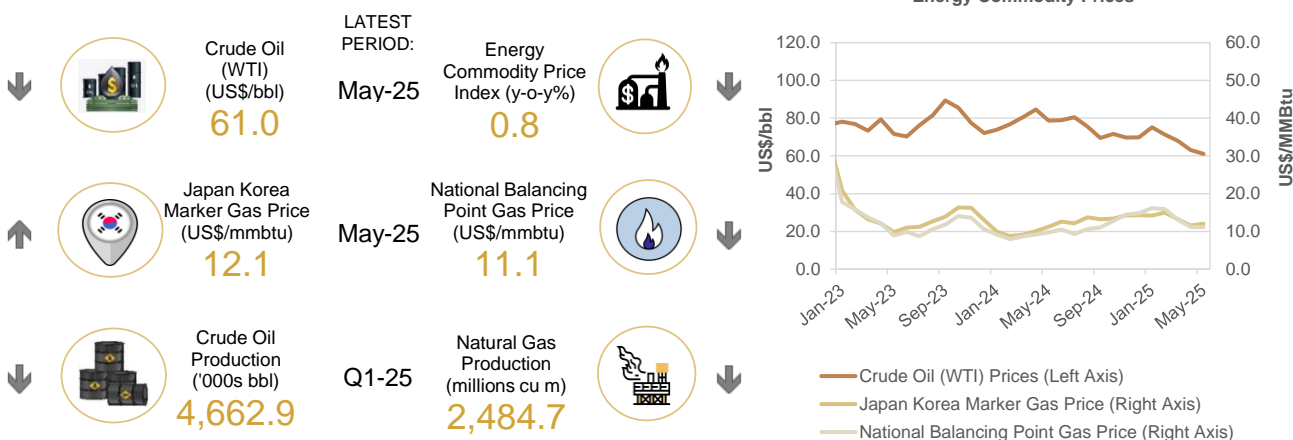 Energy Commodity Prices
LATEST
PERIOD:
Crude Oil
(WTI)
(US$/bbl)
61.0
May-25
Energy
Commodity Price
Index (y-o-y%)
0.8
$
$
Japan Korea
Marker Gas Price
(US$/mmbtu)
12.1
May-25
National Balancing
Point Gas Price
(US$/mmbtu)
11.1
Crude Oil
Production
('000s bbl)
4,662.9
Q1-25
Natural Gas
Production
(millions cu m)
2,484.7
US$/bbl
120.0
100.0
80.0
60.0
40.0
20.0
0.0
60.0
50.0
40.0
30.0
20.0
10.0
0.0
US$/MMBtu
Jan-23
May-23
Sep-23
Jan-24
May-24
Sep-24
Jan-25
May-25
Crude Oil (WTI) Prices (Left Axis)
Japan Korea Marker Gas Price (Right Axis)
National Balancing Point Gas Price (Right Axis)